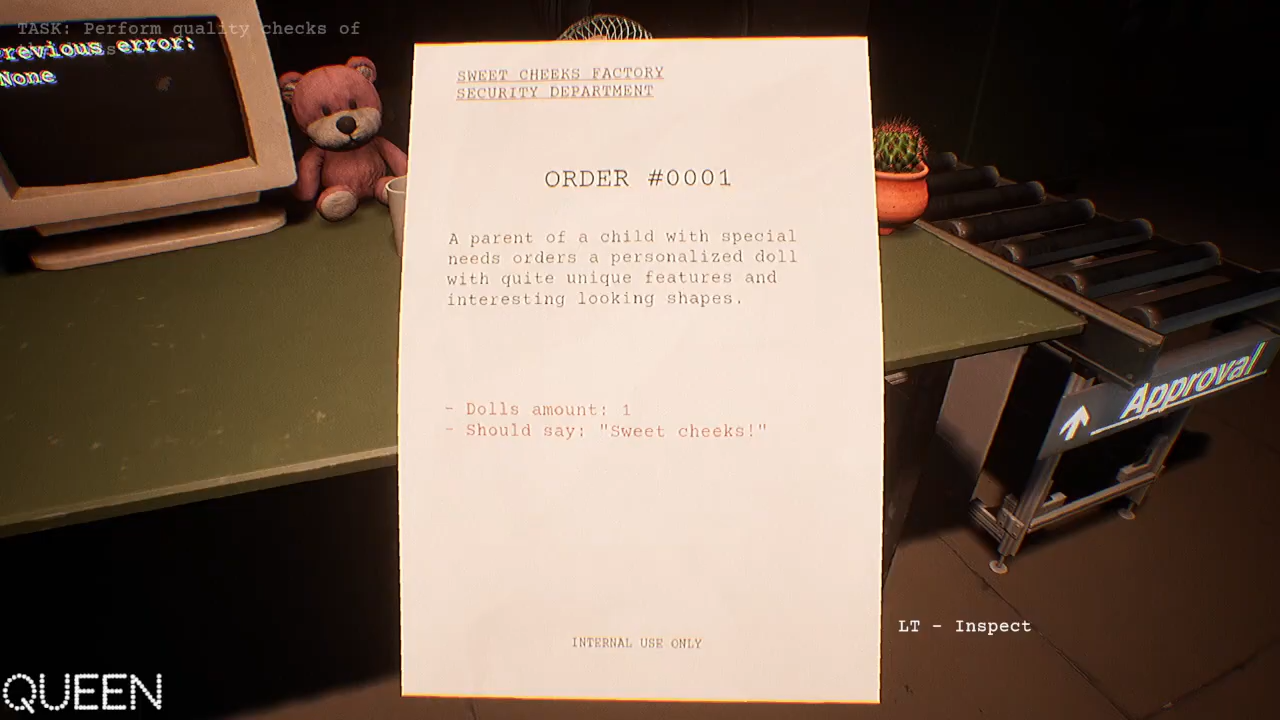 TASK: Perform quality checks of
Previous error:
None
SWEET CHEEKS FACTORY
SECURITY DEPARTMENT
ORDER #0001
A parent of a child with special
needs orders a personalized doll
with quite unique features and
interesting looking shapes.
- Dolls amount: 1
- Should say: "Sweet cheeks!"
INTERNAL USE ONLY
Approval
LT - Inspect
QUEEN